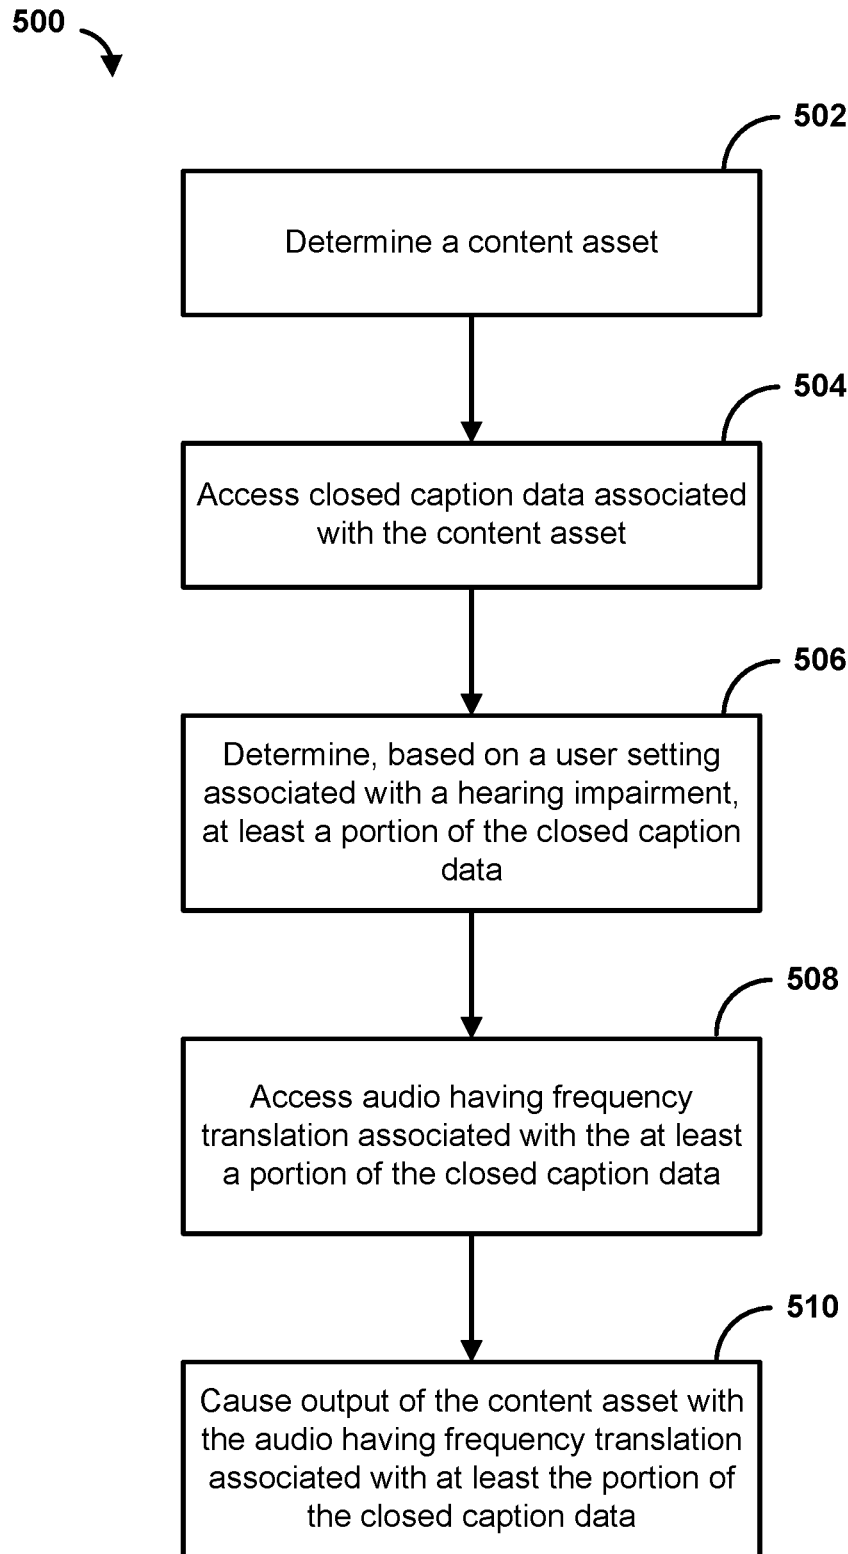 500
502
Determine a content asset
504
Access closed caption data associated
with the content asset
506
Determine, based on a user setting
associated with a hearing impairment,
at least a portion of the closed caption
data
508
Access audio having frequency
translation associated with the at least
a portion of the closed caption data
510
Cause output of the content asset with
the audio having frequency translation
associated with at least the portion of
the closed caption data